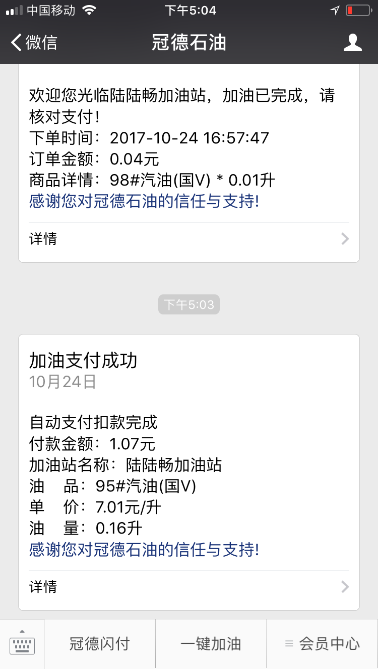 中国移动 下午5:04
微信 冠德石油
欢迎您光临陆陆畅加油站，加油已完成，请
核对支付！
下单时间：2017-10-24 16:57:47
订单金额：0.04元
商品详情：98#汽油(国V) * 0.01升
感谢您对冠德石油的信任与支持!
详情
下午5:03
加油支付成功
10月24日
自动支付扣款完成
付款金额：1.07元
加油站名称：陆陆畅加油站
油 品：95#汽油(国V)
单 价：7.01元/升
油 量：0.16升
感谢您对冠德石油的信任与支持!
详情
冠德闪付 一键加油 会员中心